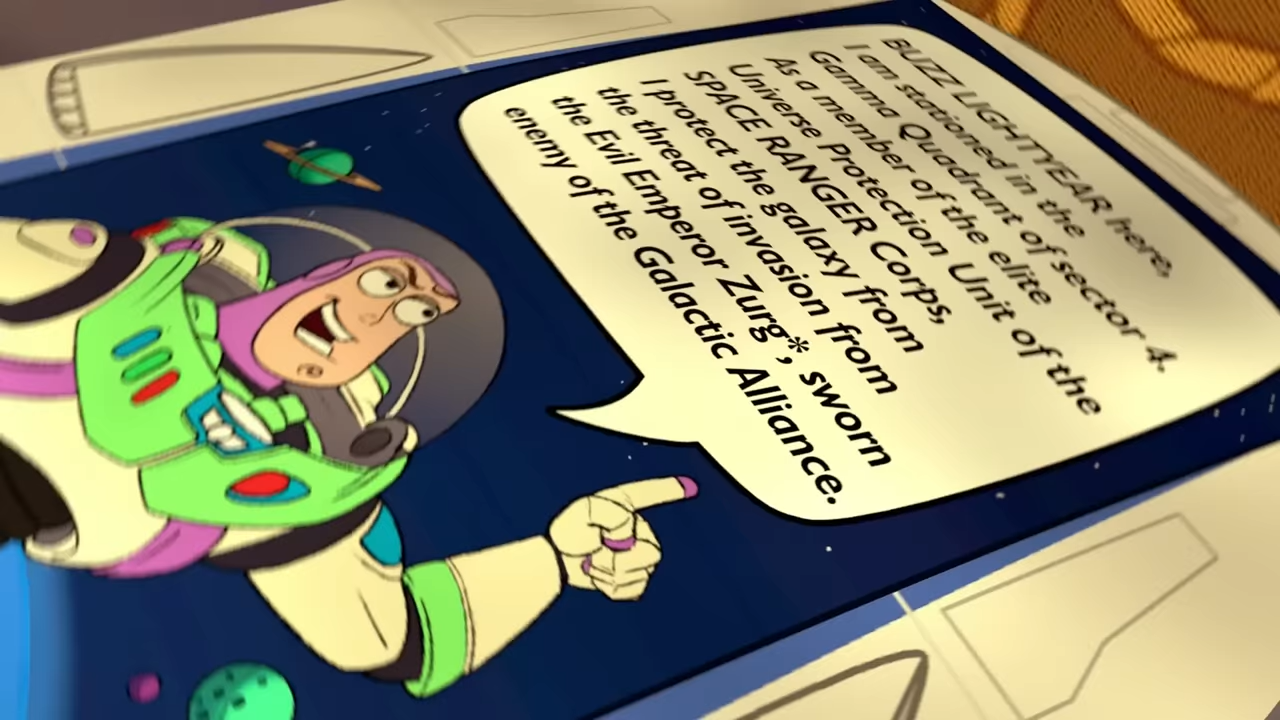 BUZZ LIGHTYEAR here,
I am stationed in the
Gamma Quadrant of sector 4.
As a member of the elite
Universe Protection Unit of the
SPACE RANGER Corps,
I protect the galaxy from
the threat of invasion from
the Evil Emperor Zurg*, sworn
enemy of the Galactic Alliance.